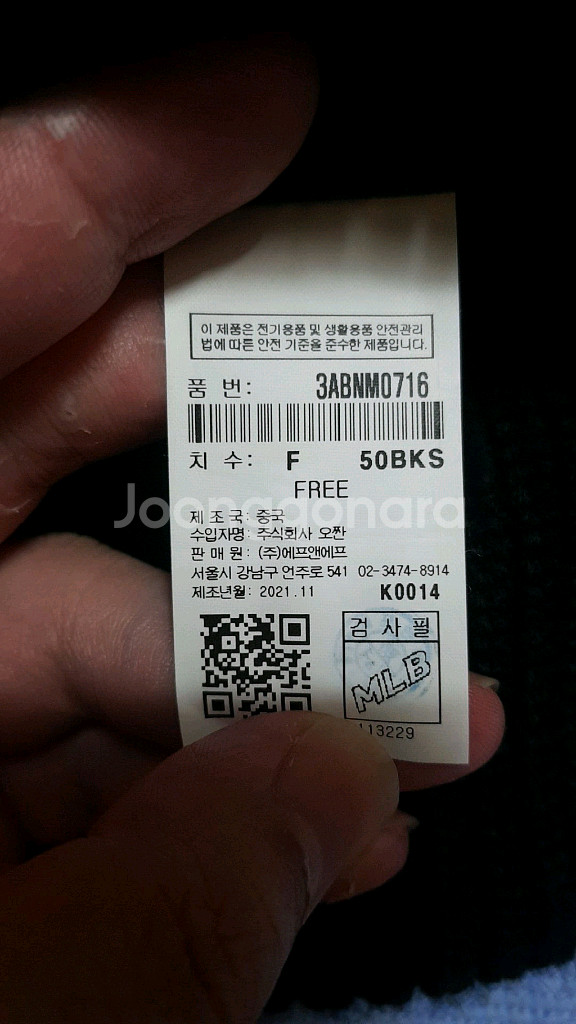 이 제품은 전기용품 및 생활용품 안전관리
법에 따른 안전 기준을 준수한 제품입니다.
품 번: 3ABNM0716
치 수: F 50BKS
FREE
Joongonara
제 조 국: 중국
수입자명: 주식회사 오짠
판 매 원: (주)에프앤에프
서울시 강남구 언주로 541 02-3474-8914
제조년월: 2021.11 K0014
검 사 필
MLB
113229